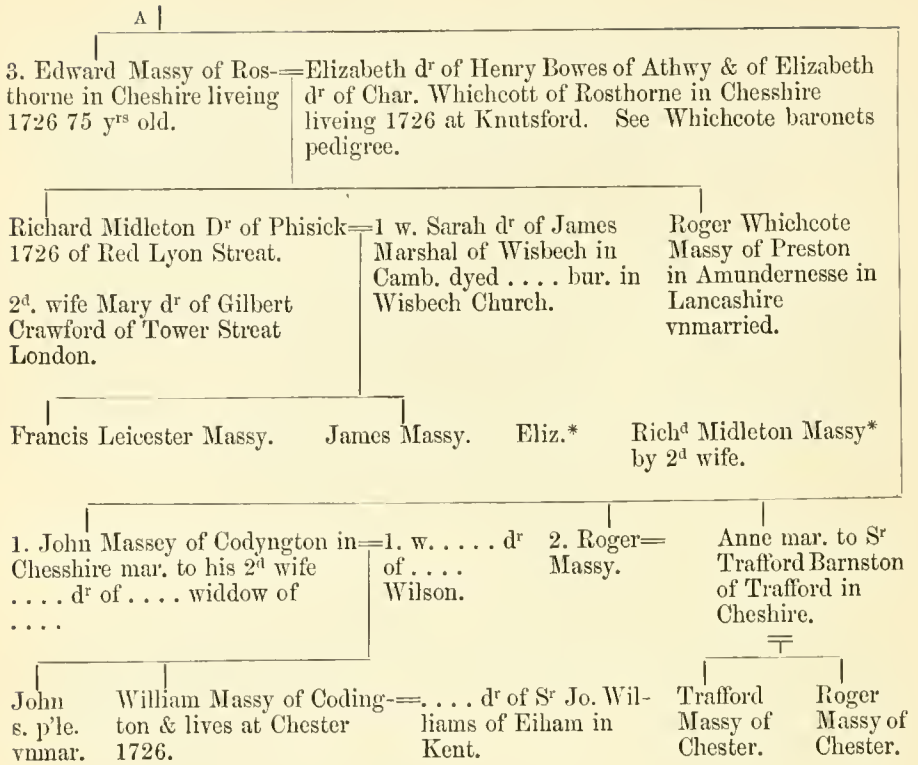 A
3. Edward Massy of Ros-
thorne in Cheshire liveing
1726 75 yrs old.
Elizabeth dr of Henry Bowes of Athwy & of Elizabeth
dr of Char. Whichcott of Rosthorne in Chesshire
liveing 1726 at Knutsford. See Whichcote baronets
pedigree.
Richard Midleton Dr of Phisick
1726 of Red Lyon Streat.
2d. wife Mary dr of Gilbert
Crawford of Tower Streat
London.
1 w. Sarah dr of James
Marshal of Wisbech in
Camb. dyed . . . . bur. in
Wisbech Church.
Roger Whichcote
Massy of Preston
in Amundernesse in
Lancashire
vnmarried.
Francis Leicester Massy.
James Massy.
Eliz.*
Richd Midleton Massy*
by 2d wife.
1. John Massey of Codyngton in
Chesshire mar. to his 2d wife
. . . . dr of . . . . widdow of
. . . .
1. w. . . . . dr
of . . . .
Wilson.
2. Roger
Massy.
Anne mar. to Sr
Trafford Barnston
of Trafford in
Cheshire.
John
s. p'le.
vnmar.
William Massy of Coding-
ton & lives at Chester
1726.
. . . . dr of Sr Jo. Wil-
liams of Elham in
Kent.
Trafford
Massy of
Chester.
Roger
Massy of
Chester.